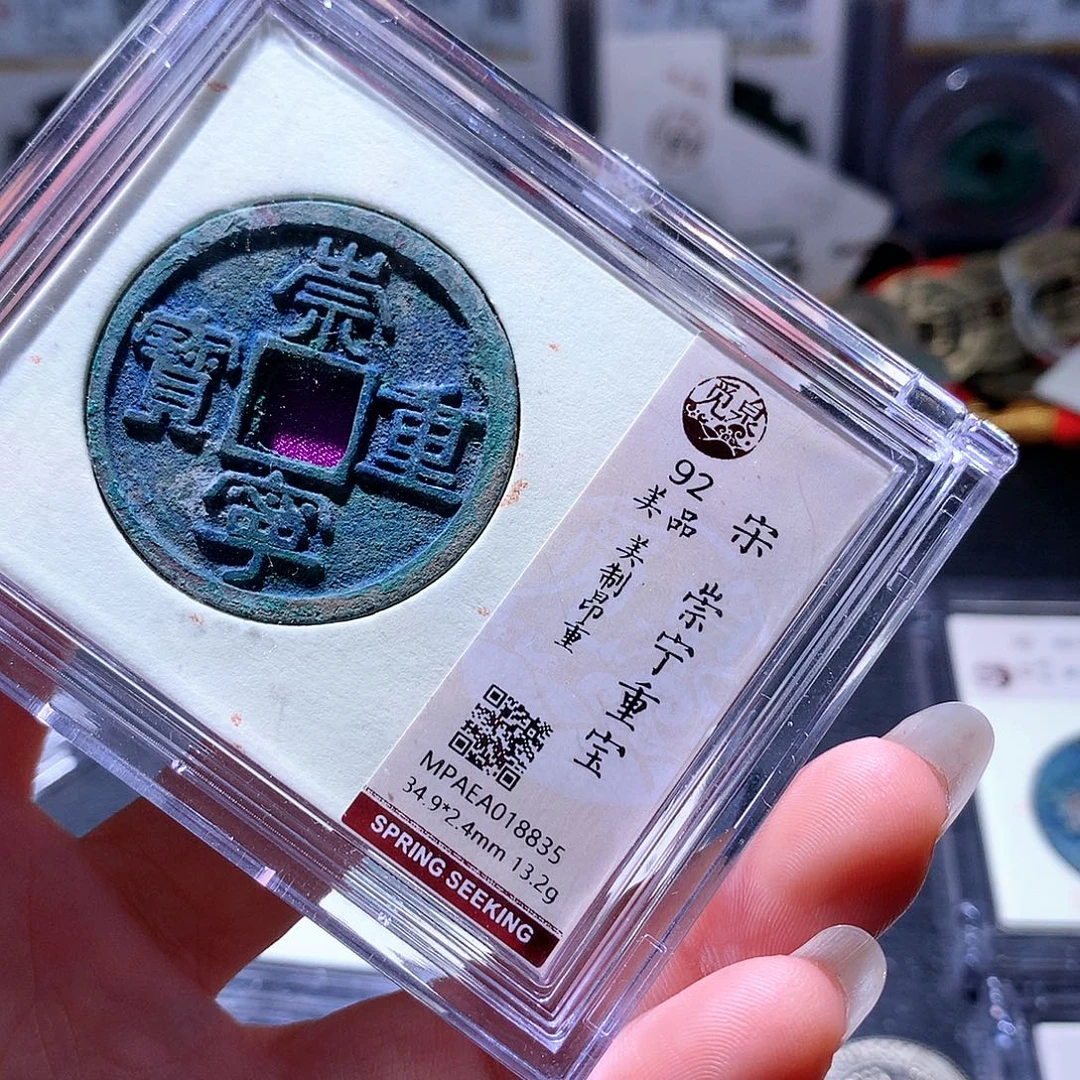 崇
重
寧
寶
觅泉
92
美品
美制昂重
宋
崇宁重宝
MPAEA018835
34.9*2.4mm 13.2g
SPRING SEEKING